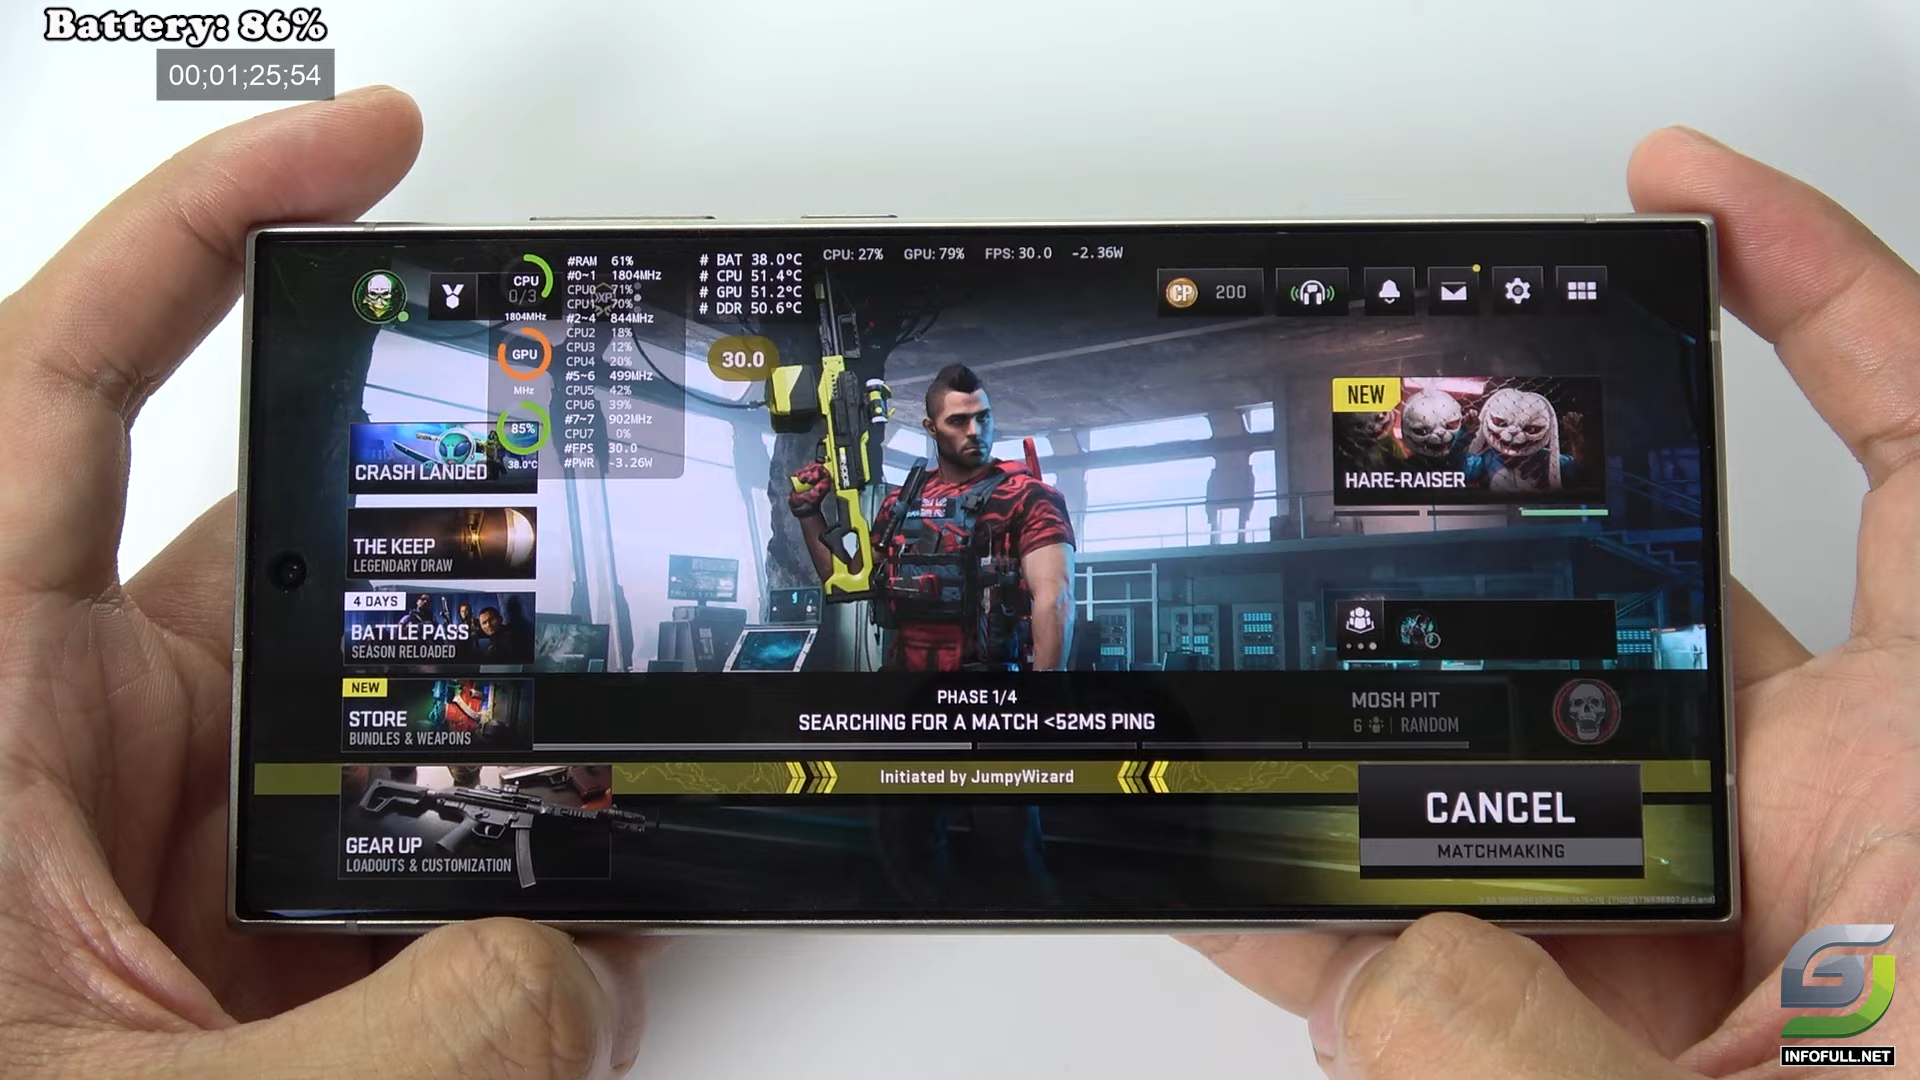 Battery: 86%
00;01;25;54
CPU: 27% GPU: 79% FPS: 30.0 -2.36W
# BAT 38.0°C
# CPU 51.4°C
# GPU 51.2°C
# DDR 50.6°C
CPU
0/3
1804MHz
GPU
MHz
85%
38.0°C
#RAM 61%
#0~1 1804MHz
CPU0 71%
CPU1 70%
#2~4 844MHz
CPU2 18%
CPU3 12%
CPU4 20%
#5~6 499MHz
CPU5 42%
CPU6 39%
#7~7 902MHz
CPU7 0%
#FPS 30.0
#PWR -3.26W
XP
30.0
CP 200
NEW
HARE-RAISER
CRASH LANDED
THE KEEP
LEGENDARY DRAW
4 DAYS
BATTLE PASS
SEASON RELOADED
NEW
STORE
BUNDLES & WEAPONS
PHASE 1/4
SEARCHING FOR A MATCH <52MS PING
MOSH PIT
6 | RANDOM
Initiated by JumpyWizard
GEAR UP
LOADOUTS & CUSTOMIZATION
CANCEL
MATCHMAKING
INFOFULL.NET